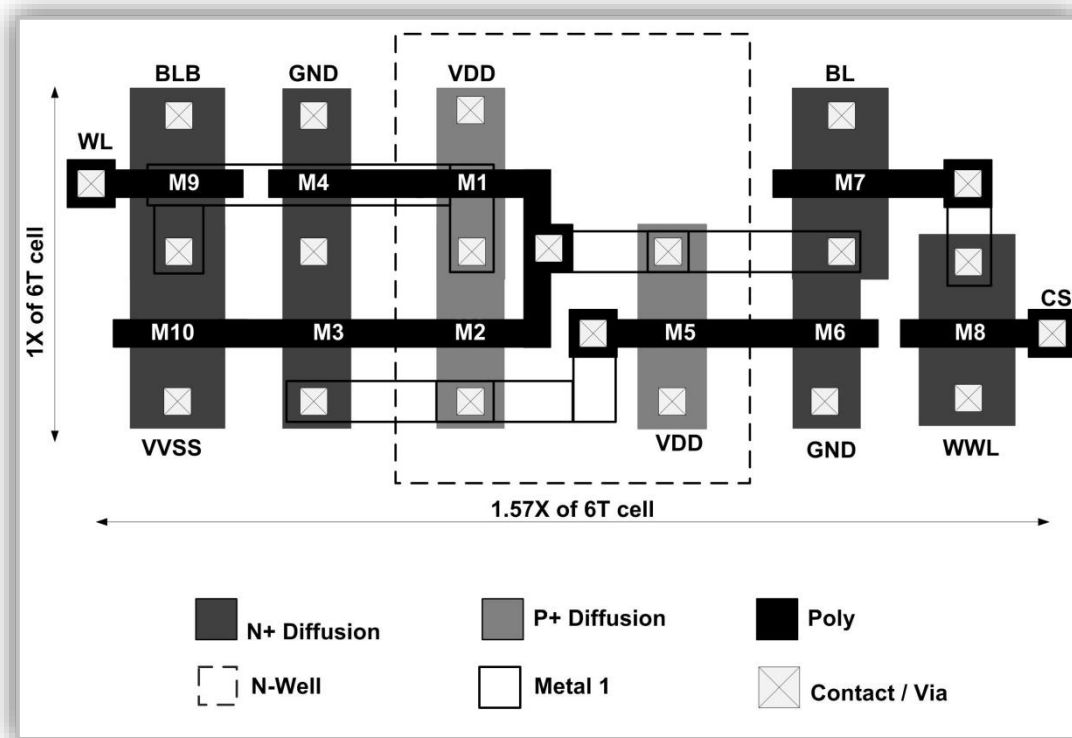 BLB GND VDD BL
WL
M9 M4 M1 M7
1X of 6T cell
CS
M10 M3 M2 M5 M6 M8
VVSS VDD GND WWL
1.57X of 6T cell
N+ Diffusion P+ Diffusion Poly
N-Well Metal 1 Contact / Via